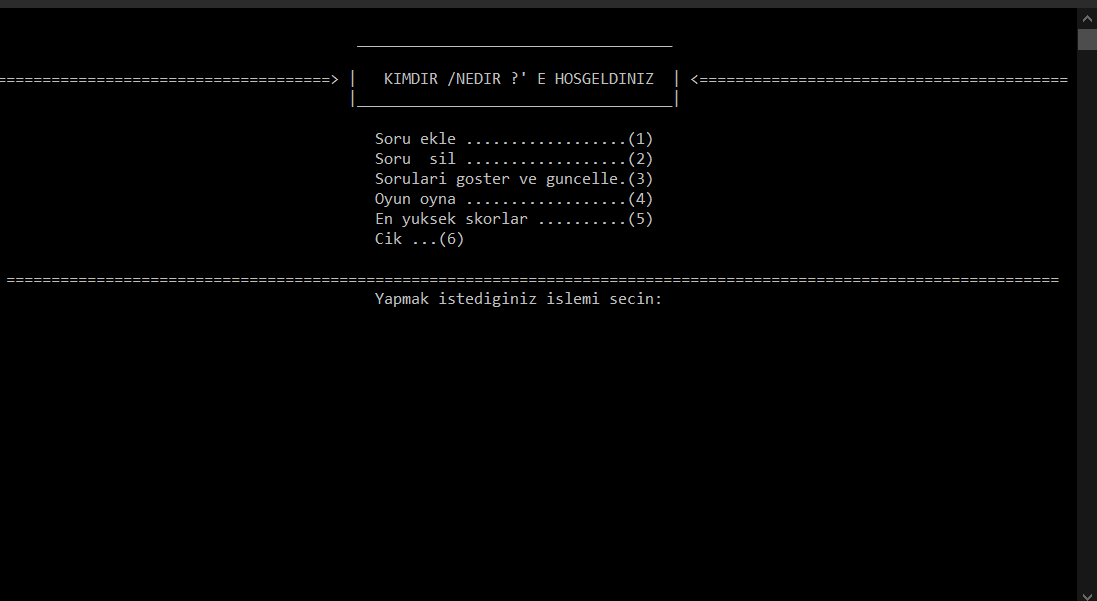 =====================================> | KIMDIR /NEDIR ?' E HOSGELDINIZ | <=========================================
Soru ekle ..................(1)
Soru  sil ..................(2)
Sorulari goster ve guncelle.(3)
Oyun oyna ..................(4)
En yuksek skorlar ..........(5)
Cik ...(6)
=====================================================================================================================
Yapmak istediginiz islemi secin: